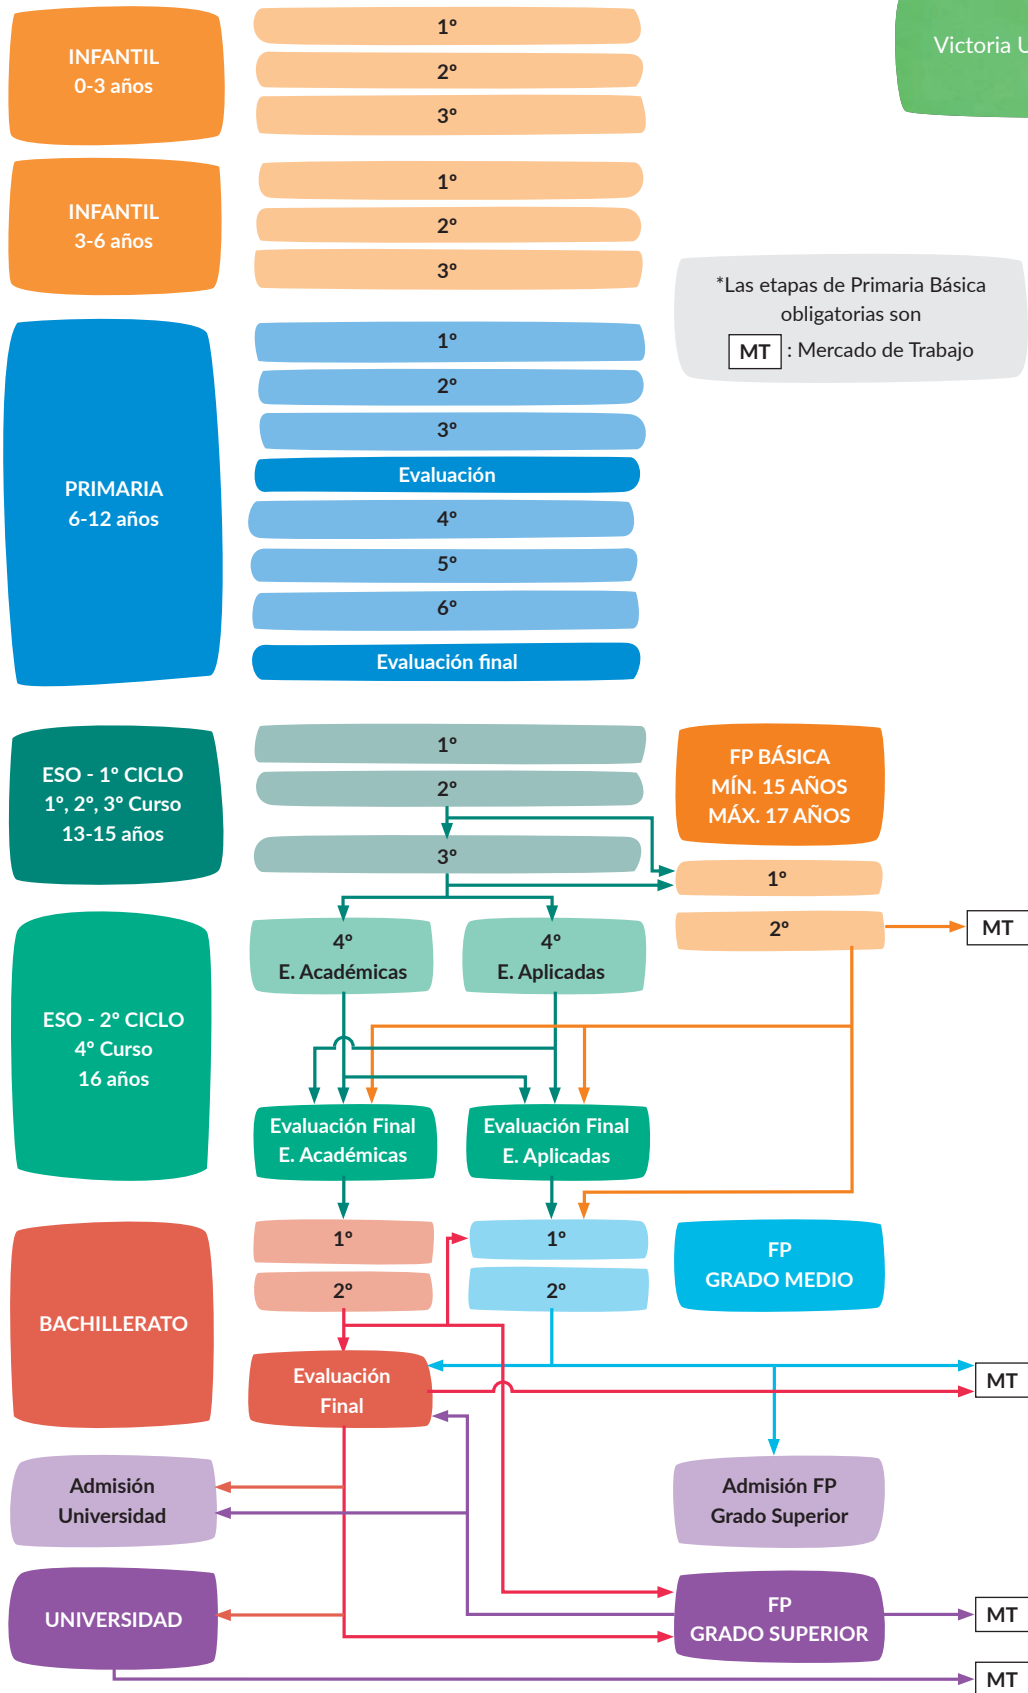 INFANTIL
0-3 años
1º
2º
3º
Victoria U
INFANTIL
3-6 años
1º
2º
3º
*Las etapas de Primaria Básica
obligatorias son
MT : Mercado de Trabajo
PRIMARIA
6-12 años
1º
2º
3º
Evaluación
4º
5º
6º
Evaluación final
ESO - 1º CICLO
1º, 2º, 3º Curso
13-15 años
1º
2º
3º
FP BÁSICA
MÍN. 15 AÑOS
MÁX. 17 AÑOS
1º
2º
MT
ESO - 2º CICLO
4º Curso
16 años
4º
E. Académicas
4º
E. Aplicadas
Evaluación Final
E. Académicas
Evaluación Final
E. Aplicadas
BACHILLERATO
1º
2º
1º
2º
FP
GRADO MEDIO
Evaluación
Final
MT
Admisión
Universidad
Admisión FP
Grado Superior
UNIVERSIDAD
FP
GRADO SUPERIOR
MT
MT